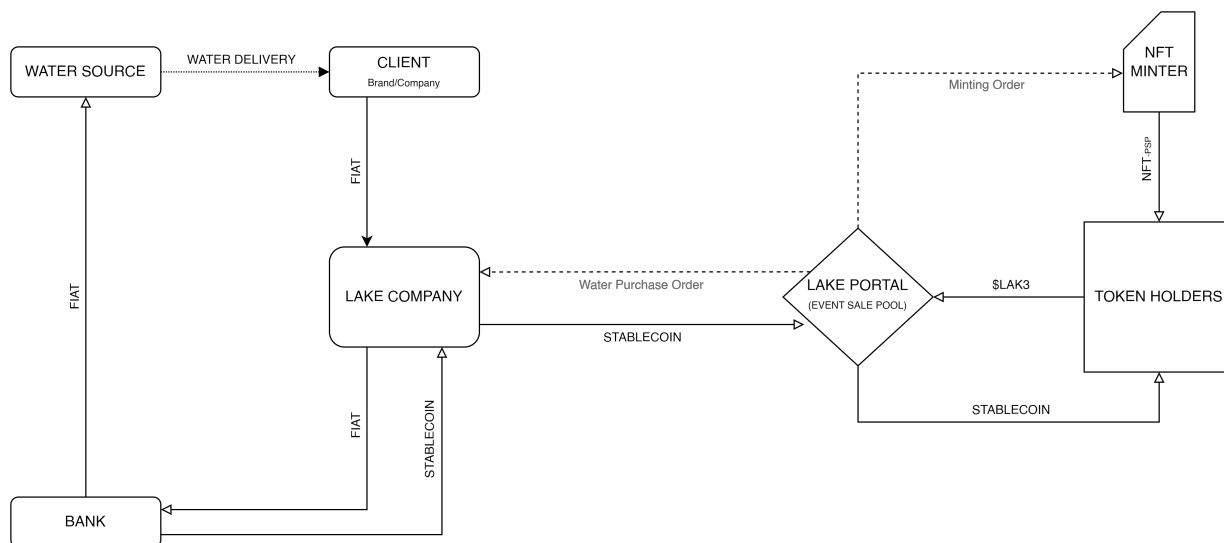 NFT
MINTER
WATER SOURCE
WATER DELIVERY
CLIENT
Brand/Company
Minting Order
FIAT
NFT-PSP
FIAT
LAKE COMPANY
Water Purchase Order
LAKE PORTAL
(EVENT SALE POOL)
$LAK3
TOKEN HOLDERS
STABLECOIN
FIAT
STABLECOIN
STABLECOIN
BANK